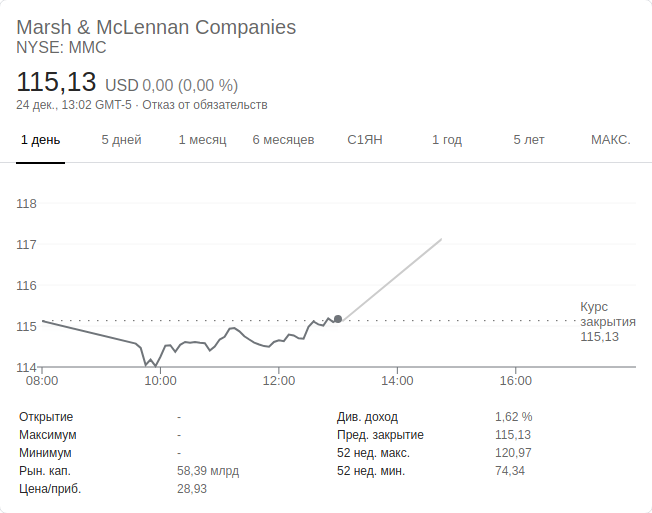 Marsh & McLennan Companies
NYSE: MMC
115,13 USD 0,00 (0,00 %)
24 дек., 13:02 GMT-5 · Отказ от обязательств
1 день 5 дней 1 месяц 6 месяцев С1ЯН 1 год 5 лет МАКС.
118
117
116
115
114
Курс
закрытия
115,13
08:00 10:00 12:00 14:00 16:00
Открытие - Див. доход 1,62 %
Максимум - Пред. закрытие 115,13
Минимум - 52 нед. макс. 120,97
Рын. кап. 58,39 млрд 52 нед. мин. 74,34
Цена/приб. 28,93